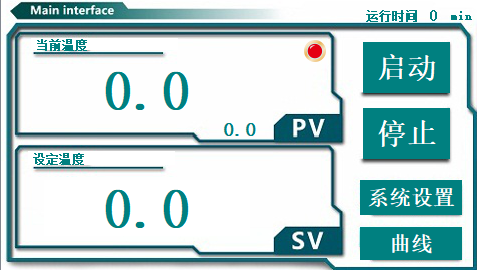 Main interface
运行时间 0 min
当前温度
0.0
0.0
PV
启动
停止
设定温度
0.0
SV
系统设置
曲线